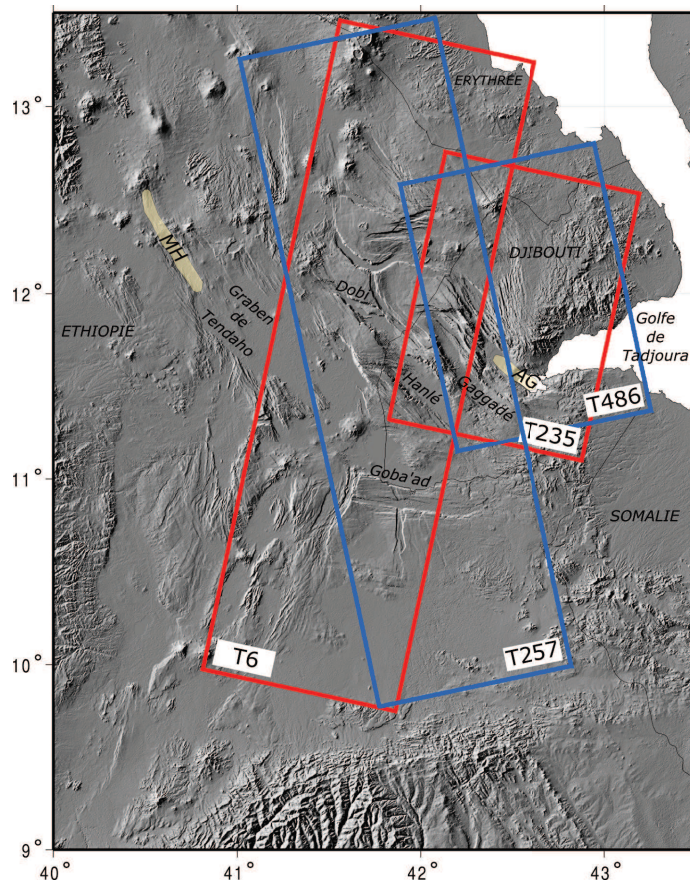 13°
12°
11°
10°
9°
40°
41°
42°
43°
ERYTHRÉE
MH
DJIBOUTI
Dobi
Graben
de
Tendaho
ETHIOPIE
Golfe
de
Tadjoura
AG
Hanlé
Gaggadé
T486
T235
Goba'ad
SOMALIE
T6
T257